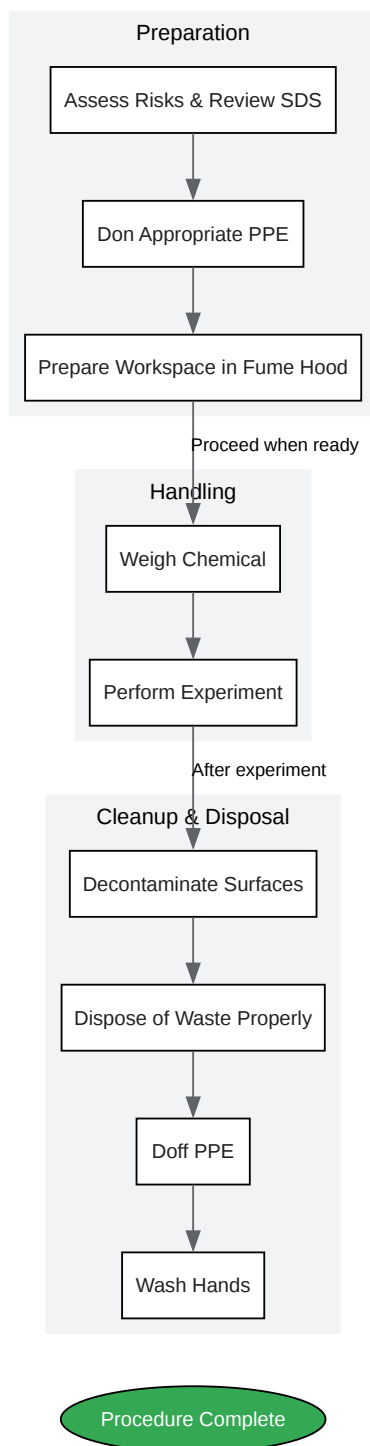 Preparation
Assess Risks & Review SDS
Don Appropriate PPE
Prepare Workspace in Fume Hood
Proceed when ready
Handling
Weigh Chemical
Perform Experiment
After experiment
Cleanup & Disposal
Decontaminate Surfaces
Dispose of Waste Properly
Doff PPE
Wash Hands
Procedure Complete